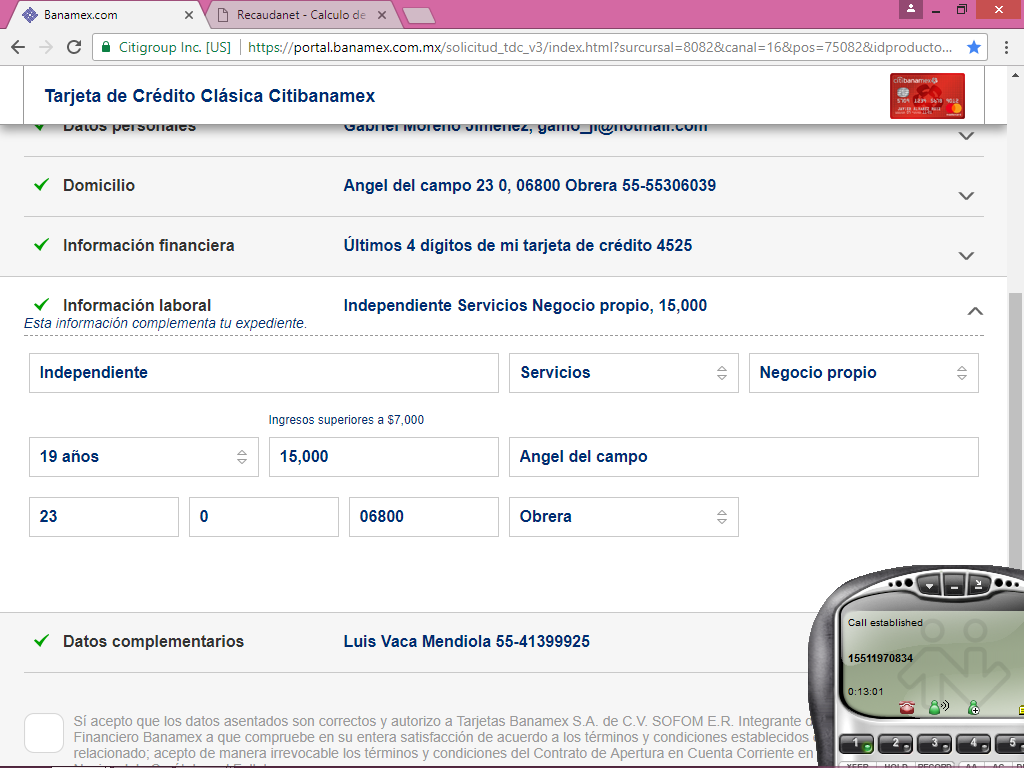 Banamex.com
Recaudanet - Calculo de
Citigroup Inc. [US]
https://portal.banamex.com.mx/solicitud_tdc_v3/index.html?surcursal=8082&canal=16&pos=75082&idproducto...
Tarjeta de Crédito Clásica Citibanamex
citibanamex
Datos personales Gabriel Moreno Jimenez, gamo_ji@hotmail.com
Domicilio Angel del campo 23 0, 06800 Obrera 55-55306039
Información financiera Últimos 4 dígitos de mi tarjeta de crédito 4525
Información laboral Independiente Servicios Negocio propio, 15,000
Esta información complementa tu expediente.
Independiente Servicios Negocio propio
Ingresos superiores a $7,000
19 años 15,000 Angel del campo
23 0 06800 Obrera
Datos complementarios Luis Vaca Mendiola 55-41399925
Call established
15511970834
0:13:01
1 2 3 4 5
XFER HOLD RECORD AA AC
Sí acepto que los datos asentados son correctos y autorizo a Tarjetas Banamex S.A. de C.V. SOFOM E.R. Integrante
Financiero Banamex a que compruebe en su entera satisfacción de acuerdo a los términos y condiciones establecidos
relacionado; acepto de manera irrevocable los términos y condiciones del Contrato de Apertura en Cuenta Corriente en